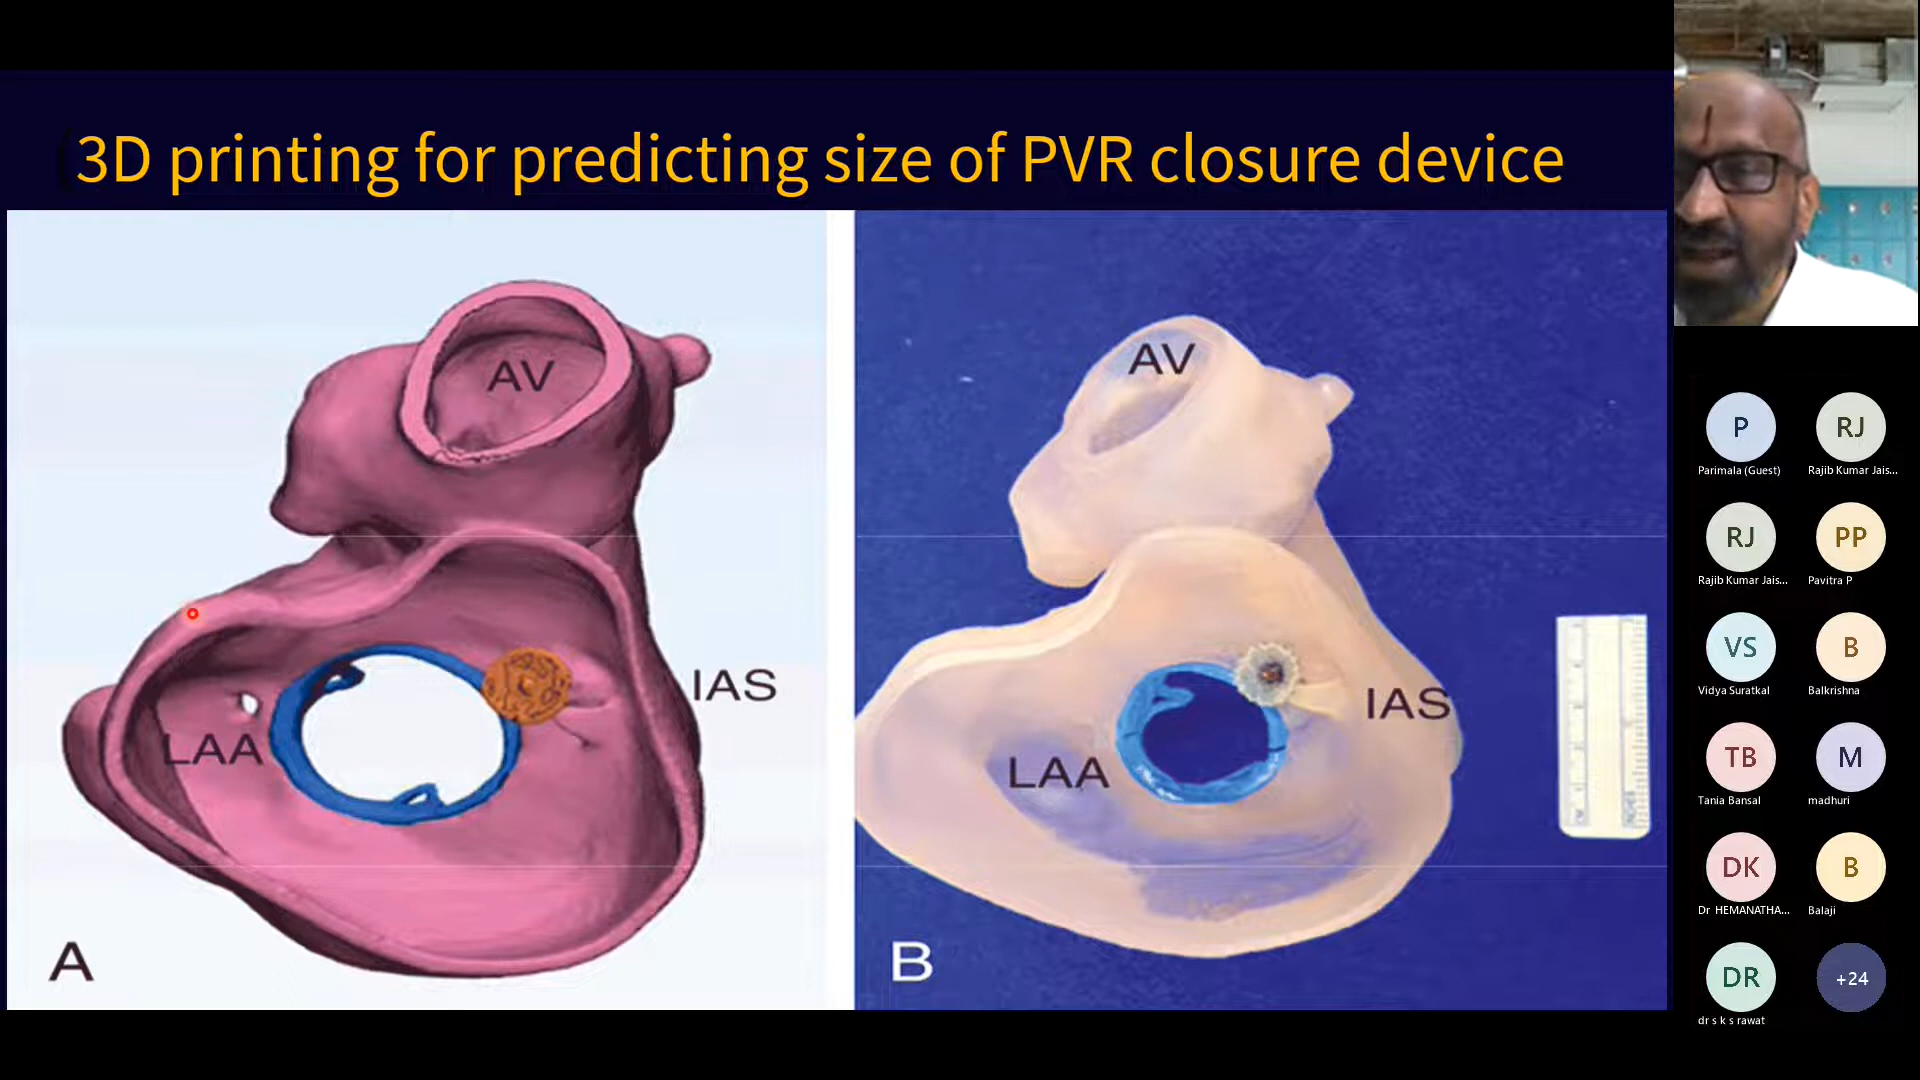 3D printing for predicting size of PVR closure device
AV
IAS
LAA
A
AV
IAS
LAA
B
P
Parimala (Guest)
RJ
Rajib Kumar Jais...
RJ
Rajib Kumar Jais...
PP
Pavitra P
VS
Vidya Suratkal
B
Balkrishna
TB
Tania Bansal
M
madhuri
DK
Dr HEMANATHA...
B
Balaji
DR
dr s k s rawat
+24